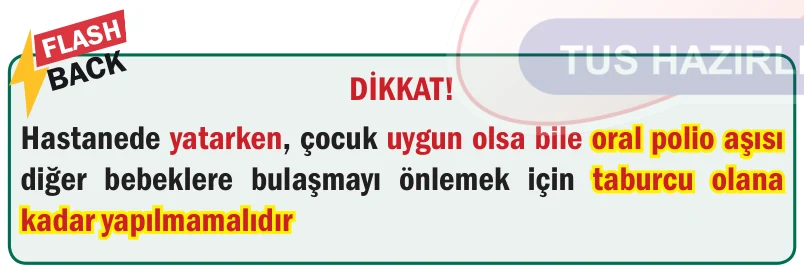 FLASH
BACK
TUS HAZIRL
DİKKAT!
Hastanede yatarken, çocuk uygun olsa bile oral polio aşısı
diğer bebeklere bulaşmayı önlemek için taburcu olana
kadar yapılmamalıdır